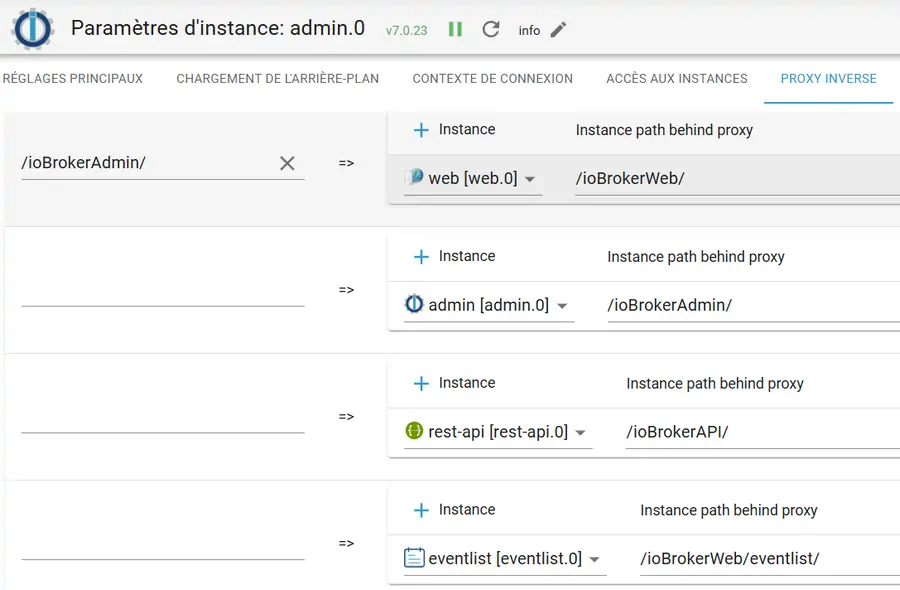 Paramètres d'instance: admin.0 v7.0.23 info
RÉGLAGES PRINCIPAUX CHARGEMENT DE L'ARRIÈRE-PLAN CONTEXTE DE CONNEXION ACCÈS AUX INSTANCES PROXY INVERSE
Instance Instance path behind proxy
/ioBrokerAdmin/ =>
web [web.0] /ioBrokerWeb/
Instance Instance path behind proxy
=>
admin [admin.0] /ioBrokerAdmin/
Instance Instance path behind proxy
=>
rest-api [rest-api.0] /ioBrokerAPI/
Instance Instance path behind proxy
=>
eventlist [eventlist.0] /ioBrokerWeb/eventlist/